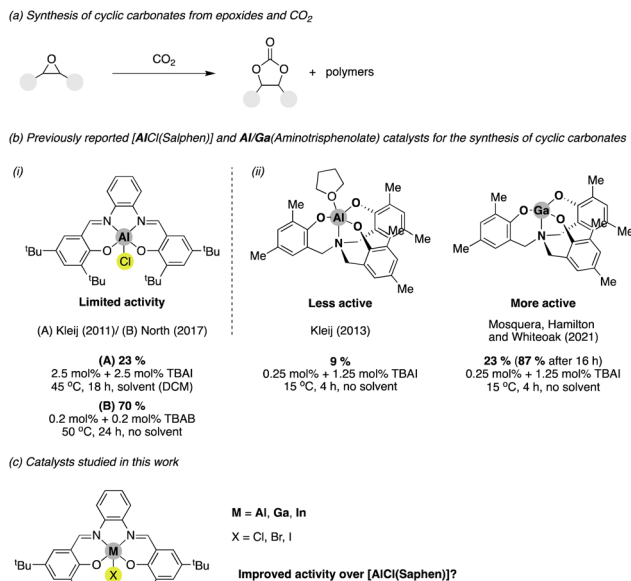 (a) Synthesis of cyclic carbonates from epoxides and CO2
O
CO2
O
O
O
+ polymers
(b) Previously reported [AlCl(Salphen)] and Al/Ga(Aminotrisphenolate) catalysts for the synthesis of cyclic carbonates
(i)
(ii)
N
N
Al
O
O
Cl
tBu
tBu
tBu
tBu
Limited activity
(A) Kleij (2011)/ (B) North (2017)
(A) 23 %
2.5 mol% + 2.5 mol% TBAI
45 ºC, 18 h, solvent (DCM)
(B) 70 %
0.2 mol% + 0.2 mol% TBAB
50 ºC, 24 h, no solvent
O
Me
Me
O
Al
O
O
N
Me
Me
Me
Me
Less active
Kleij (2013)
9 %
0.25 mol% + 1.25 mol% TBAI
15 ºC, 4 h, no solvent
Me
Me
O
Ga
O
O
N
Me
Me
Me
Me
More active
Mosquera, Hamilton
and Whiteoak (2021)
23 % (87 % after 16 h)
0.25 mol% + 1.25 mol% TBAI
15 ºC, 4 h, no solvent
(c) Catalysts studied in this work
N
N
M
O
O
X
tBu
tBu
M = Al, Ga, In
X = Cl, Br, I
Improved activity over [AlCl(Saphen)]?